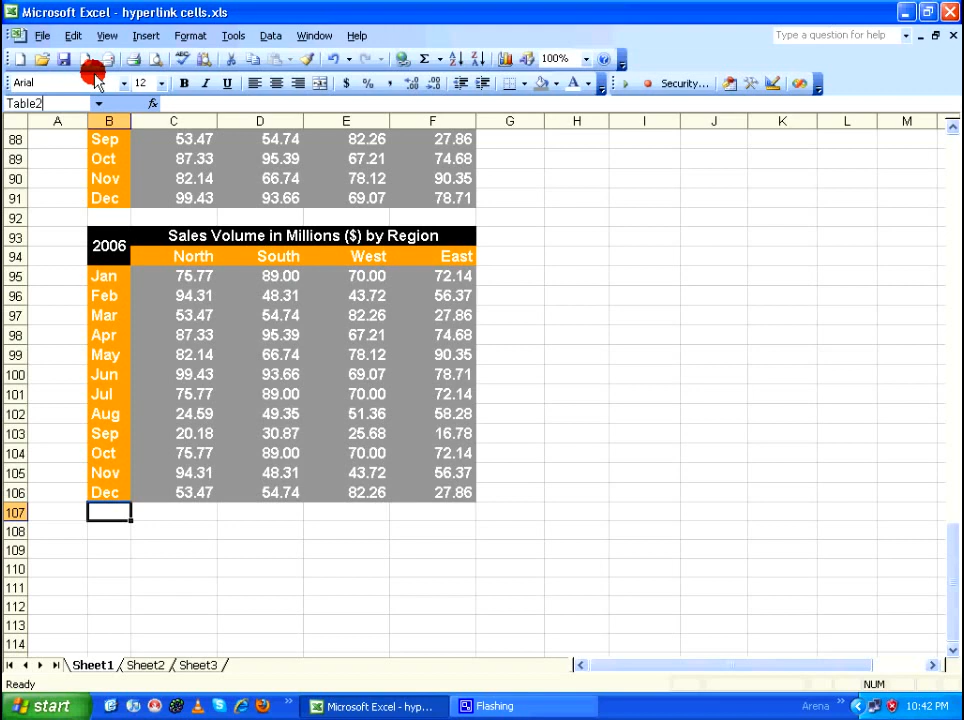 Microsoft Excel - hyperlink cells.xls
File Edit View Insert Format Tools Data Window Help Type a question for help
100%
Arial 12 B I U $ % , Security...
Table2 fx
A B C D E F G H I J K L M
88 Sep 53.47 54.74 82.26 27.86
89 Oct 87.33 95.39 67.21 74.68
90 Nov 82.14 66.74 78.12 90.35
91 Dec 99.43 93.66 69.07 78.71
92
93 2006 Sales Volume in Millions ($) by Region
94 North South West East
95 Jan 75.77 89.00 70.00 72.14
96 Feb 94.31 48.31 43.72 56.37
97 Mar 53.47 54.74 82.26 27.86
98 Apr 87.33 95.39 67.21 74.68
99 May 82.14 66.74 78.12 90.35
100 Jun 99.43 93.66 69.07 78.71
101 Jul 75.77 89.00 70.00 72.14
102 Aug 24.59 49.35 51.36 58.28
103 Sep 20.18 30.87 25.68 16.78
104 Oct 75.77 89.00 70.00 72.14
105 Nov 94.31 48.31 43.72 56.37
106 Dec 53.47 54.74 82.26 27.86
107
108
109
110
111
112
113
114
Sheet1 Sheet2 Sheet3
Ready NUM
start Microsoft Excel - hyp... Flashing Arena 10:42 PM